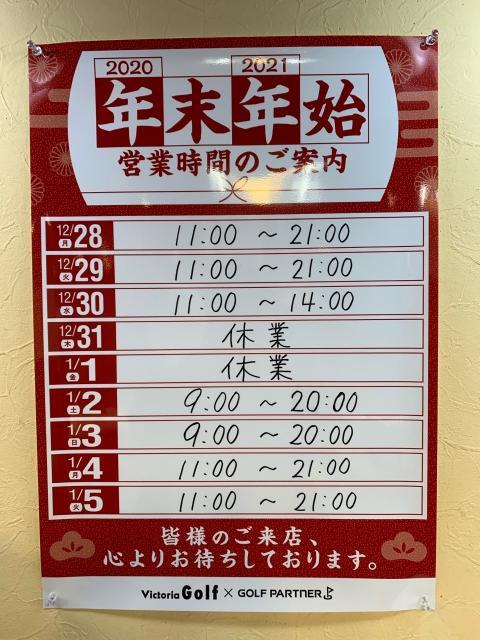 2020 2021
年末年始
営業時間のご案内
12/28 月 11:00 ～ 21:00
12/29 火 11:00 ～ 21:00
12/30 水 11:00 ～ 14:00
12/31 木 休業
1/1 金 休業
1/2 土 9:00 ～ 20:00
1/3 日 9:00 ～ 20:00
1/4 月 11:00 ～ 21:00
1/5 火 11:00 ～ 21:00
皆様のご来店、
心よりお待ちしております。
Victoria Golf × GOLF PARTNER